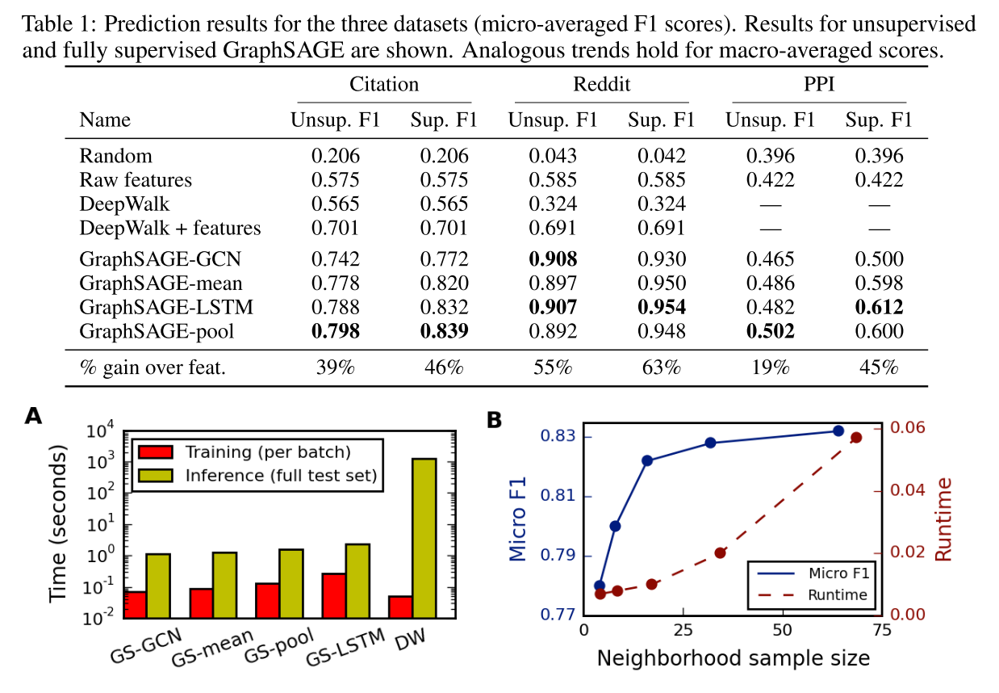 Table 1: Prediction results for the three datasets (micro-averaged F1 scores). Results for unsupervised
and fully supervised GraphSAGE are shown. Analogous trends hold for macro-averaged scores.
Citation Reddit PPI
Name Unsup. F1 Sup. F1 Unsup. F1 Sup. F1 Unsup. F1 Sup. F1
Random 0.206 0.206 0.043 0.042 0.396 0.396
Raw features 0.575 0.575 0.585 0.585 0.422 0.422
DeepWalk 0.565 0.565 0.324 0.324 — —
DeepWalk + features 0.701 0.701 0.691 0.691 — —
GraphSAGE-GCN 0.742 0.772 0.908 0.930 0.465 0.500
GraphSAGE-mean 0.778 0.820 0.897 0.950 0.486 0.598
GraphSAGE-LSTM 0.788 0.832 0.907 0.954 0.482 0.612
GraphSAGE-pool 0.798 0.839 0.892 0.948 0.502 0.600
% gain over feat. 39% 46% 55% 63% 19% 45%
A
Time (seconds)
10^4
10^3
10^2
10^1
10^0
10^-1
10^-2
Training (per batch)
Inference (full test set)
GS-GCN GS-mean GS-pool GS-LSTM DW
B
Micro F1
0.83
0.81
0.79
0.77
Micro F1
Runtime
0.06
0.04
0.02
0.00
Runtime
0 25 50 75
Neighborhood sample size